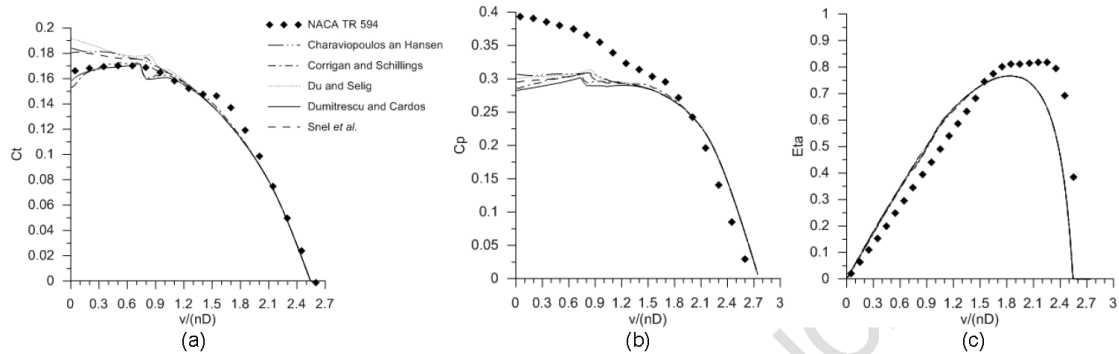 0.2
0.18
0.16
0.14
0.12
0.1
0.08
0.06
0.04
0.02
0
Ct
0 0.3 0.6 0.9 1.2 1.5 1.8 2.1 2.4 2.7
v/(nD)
(a)
NACA TR 594
Charaviopoulos an Hansen
Corrigan and Schillings
Du and Selig
Dumitrescu and Cardos
Snel et al.
0.4
0.35
0.3
0.25
0.2
0.15
0.1
0.05
0
Cp
0 0.3 0.6 0.9 1.2 1.5 1.8 2.1 2.4 2.7 3
v/(nD)
(b)
1
0.9
0.8
0.7
0.6
0.5
0.4
0.3
0.2
0.1
0
Eta
0 0.3 0.6 0.9 1.2 1.5 1.8 2.1 2.4 2.7 3
v/(nD)
(c)